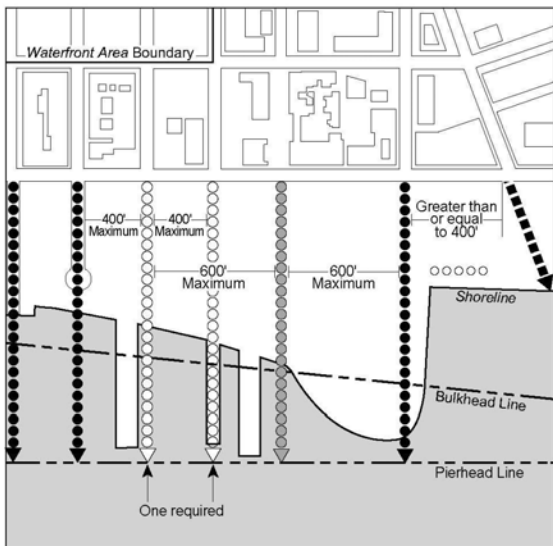 Waterfront Area Boundary
Greater than
or equal
to 400'
400'
Maximum
400'
Maximum
600'
Maximum
600'
Maximum
Shoreline
Bulkhead Line
Pierhead Line
One required